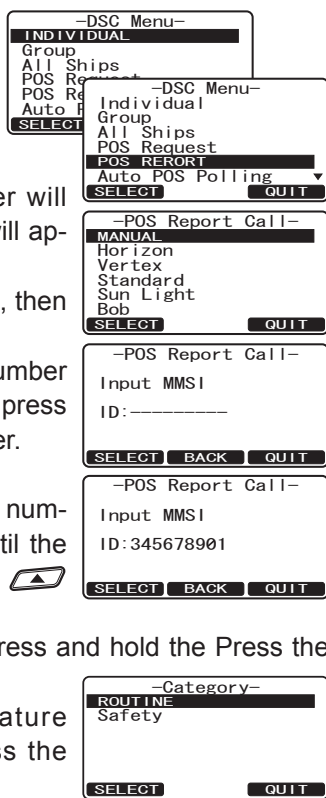 -DSC Menu-
INDIVIDUAL
Group
All Ships
POS Request
POS Re
Auto P
SELECT
-DSC Menu-
Individual
Group
All Ships
POS Request
POS RERORT
Auto POS Polling ▼
SELECT QUIT
er will
will ap-
-POS Report Call-
MANUAL
Horizon
Vertex
Standard
Sun Light
Bob
SELECT QUIT
, then
umber
press
er.
-POS Report Call-
Input MMSI
ID:---------
SELECT BACK QUIT
num-
til the
-POS Report Call-
Input MMSI
ID:345678901
SELECT BACK QUIT
ress and hold the Press the
ature
ss the
-Category-
ROUTINE
Safety
SELECT QUIT